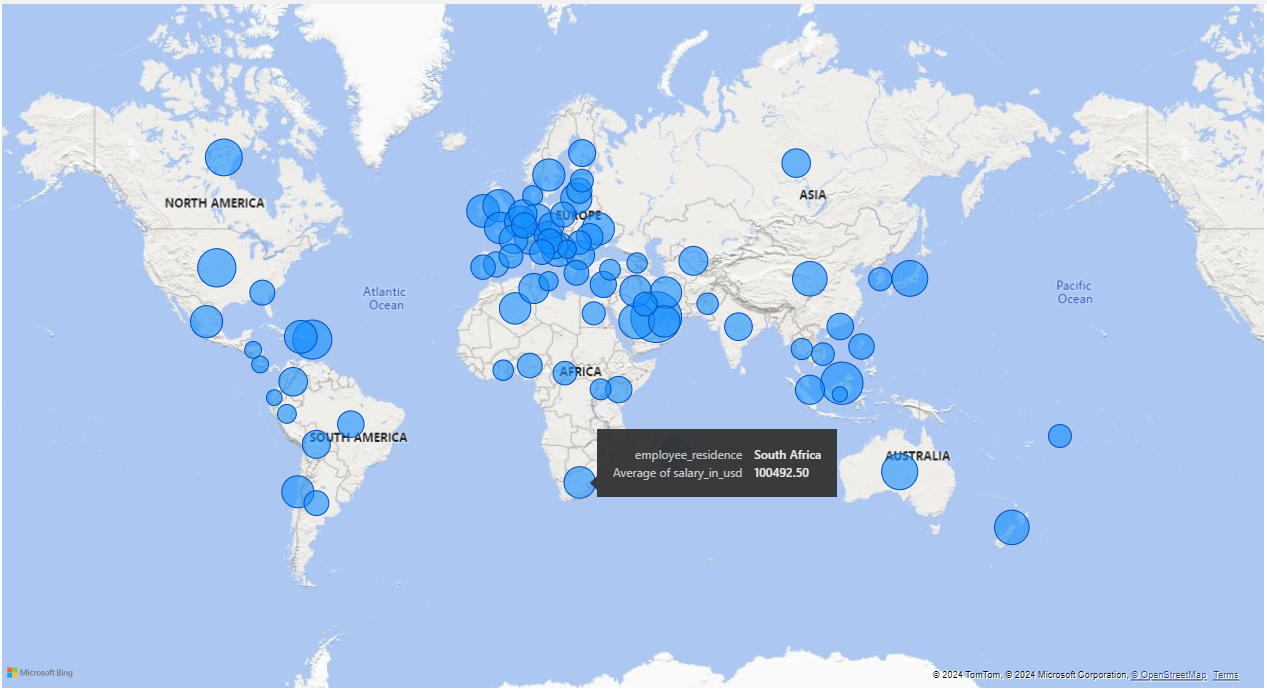 NORTH AMERICA
ASIA
EUROPE
Atlantic
Ocean
Pacific
Ocean
AFRICA
SOUTH AMERICA
employee_residence South Africa
Average of salary_in_usd 100492.50
AUSTRALIA
Microsoft Bing
© 2024 TomTom, © 2024 Microsoft Corporation, © OpenStreetMap Terms